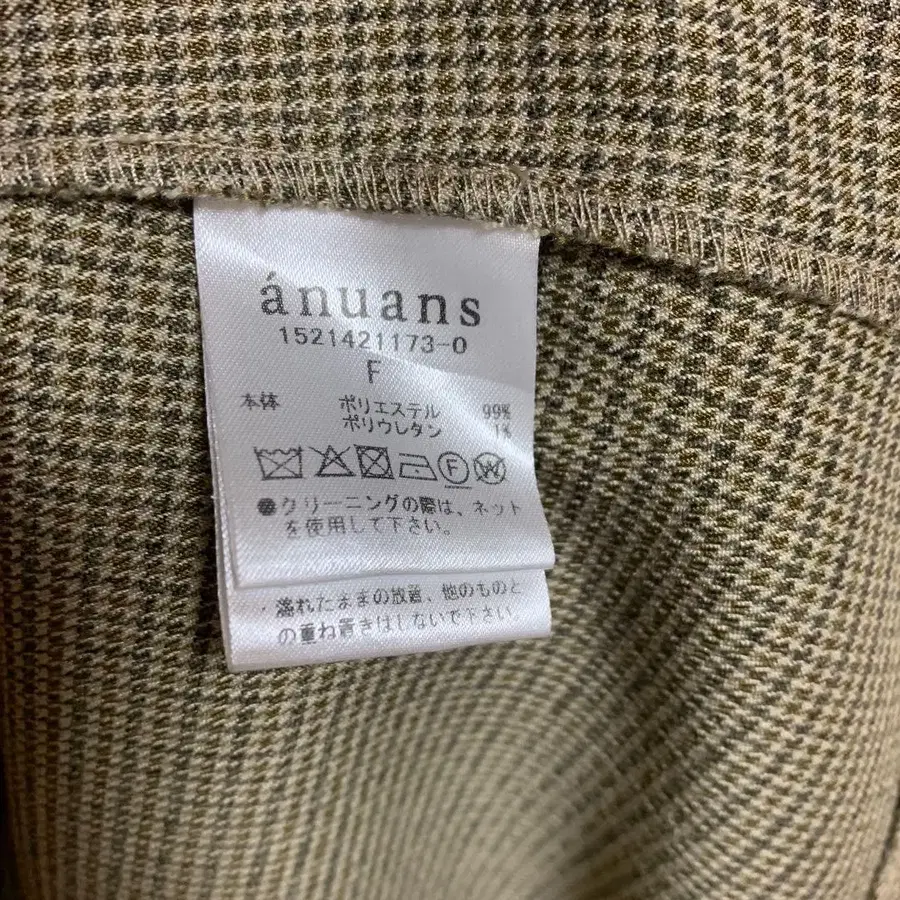 ánuans
1521421173-0
F
本体 ポリエステル 99%
ポリウレタン 1%
F W
●クリーニングの際は、ネット
を使用して下さい。
・濡れたままの放置、他のものと
の重ね置きはしないで下さい。